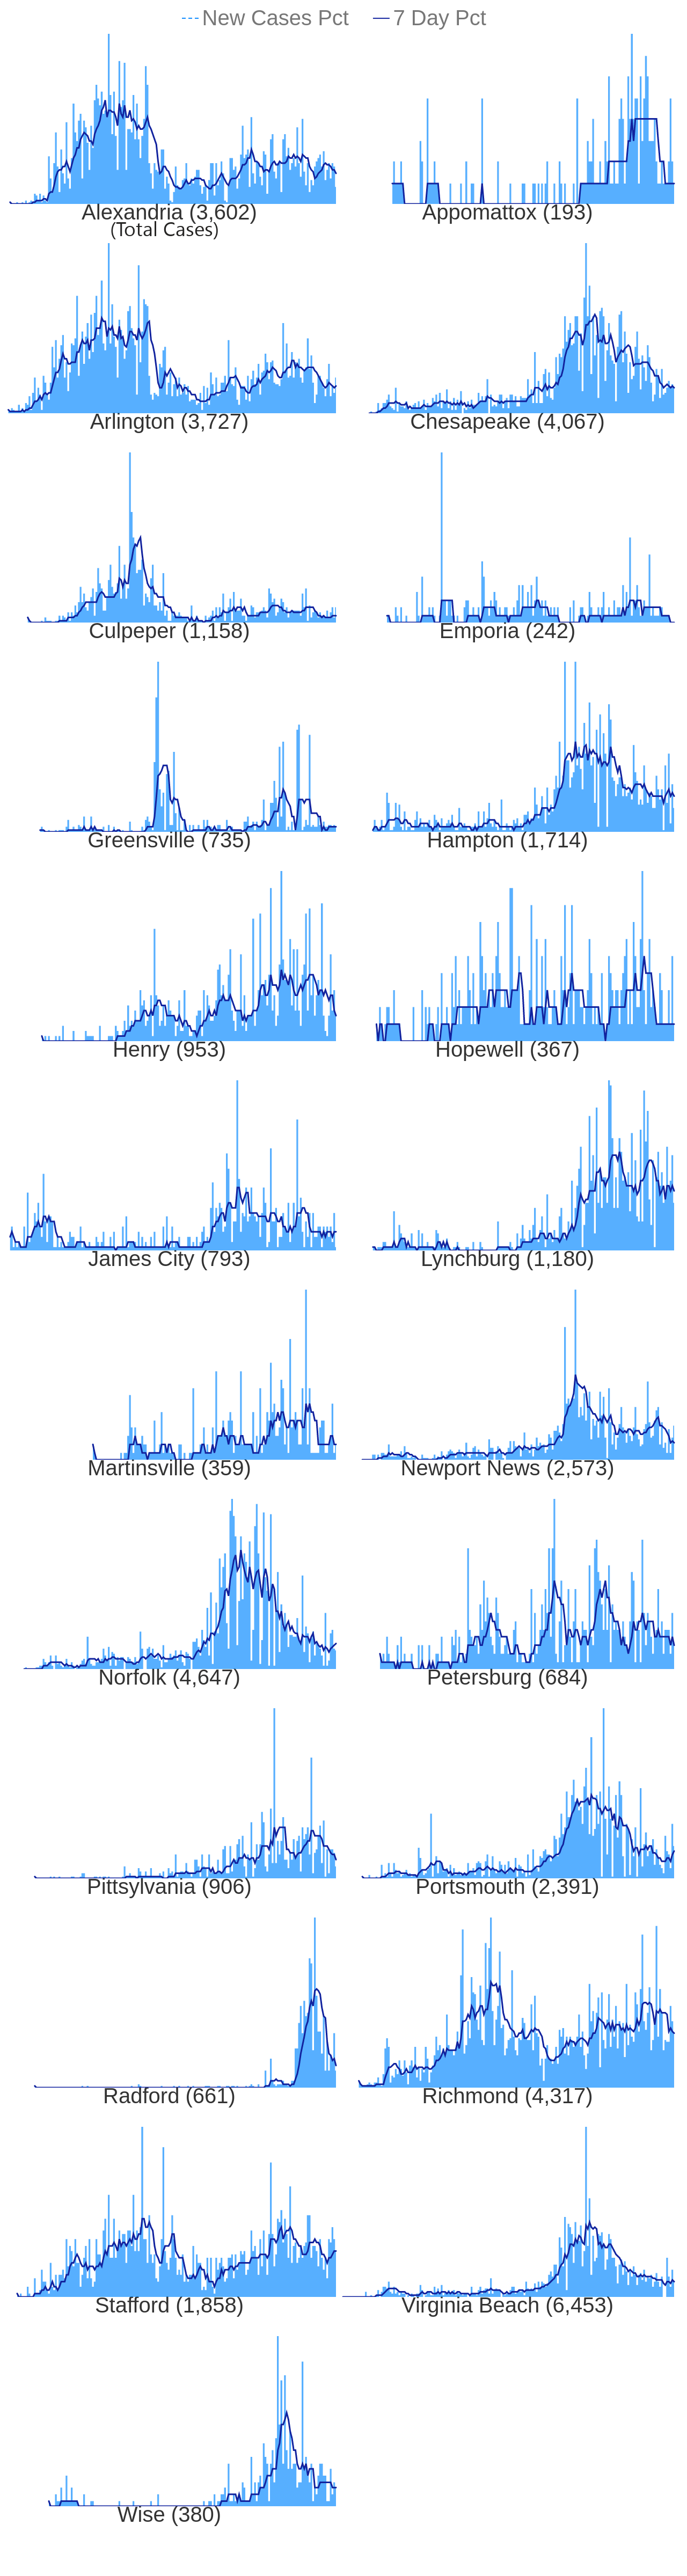 New Cases Pct 7 Day Pct
Alexandria (3,602) Appomattox (193)
(Total Cases)
Arlington (3,727) Chesapeake (4,067)
Culpeper (1,158) Emporia (242)
Greensville (735) Hampton (1,714)
Henry (953) Hopewell (367)
James City (793) Lynchburg (1,180)
Martinsville (359) Newport News (2,573)
Norfolk (4,647) Petersburg (684)
Pittsylvania (906) Portsmouth (2,391)
Radford (661) Richmond (4,317)
Stafford (1,858) Virginia Beach (6,453)
Wise (380)